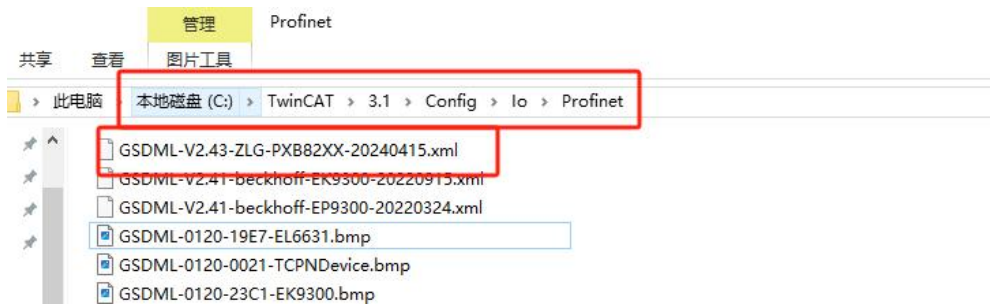 管理 Profinet
共享 查看 图片工具
此电脑 本地磁盘 (C:) TwinCAT 3.1 Config Io Profinet
GSDML-V2.43-ZLG-PXB82XX-20240415.xml
GSDML-V2.41-beckhoff-EK9300-20220915.xml
GSDML-V2.41-beckhoff-EP9300-20220324.xml
GSDML-0120-19E7-EL6631.bmp
GSDML-0120-0021-TCPNDevice.bmp
GSDML-0120-23C1-EK9300.bmp